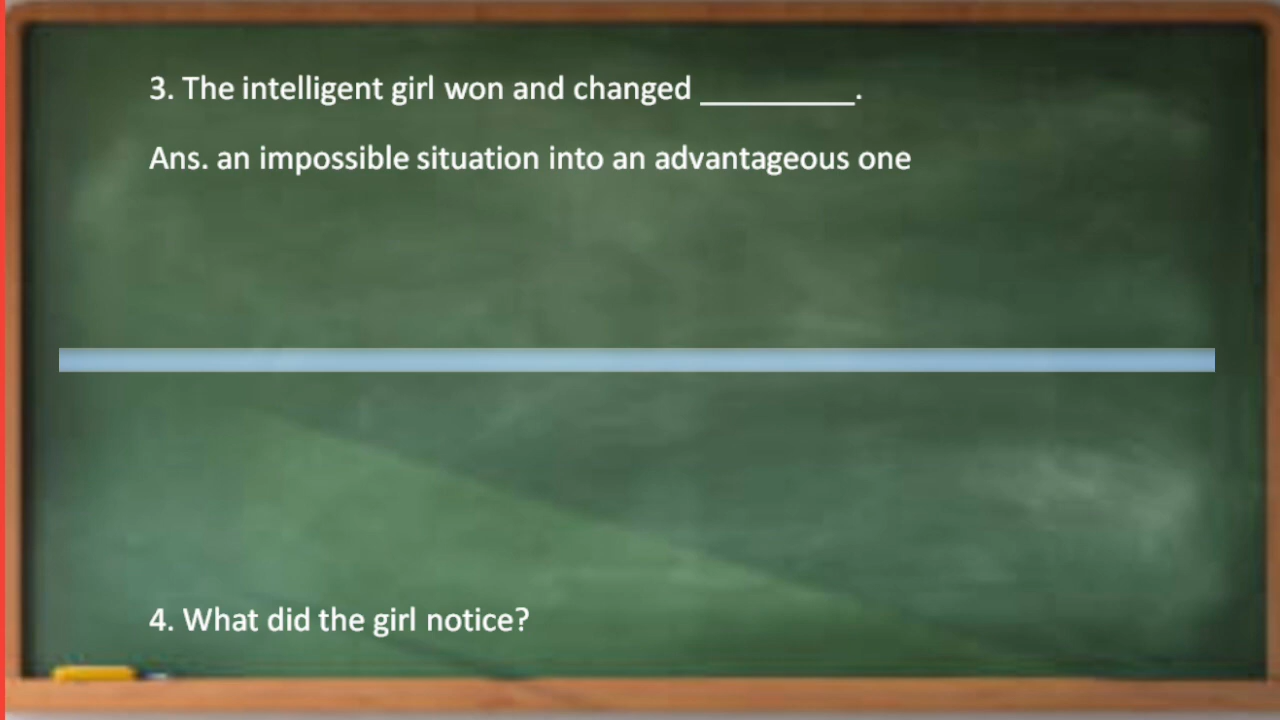 3. The intelligent girl won and changed _________.
Ans. an impossible situation into an advantageous one
4. What did the girl notice?